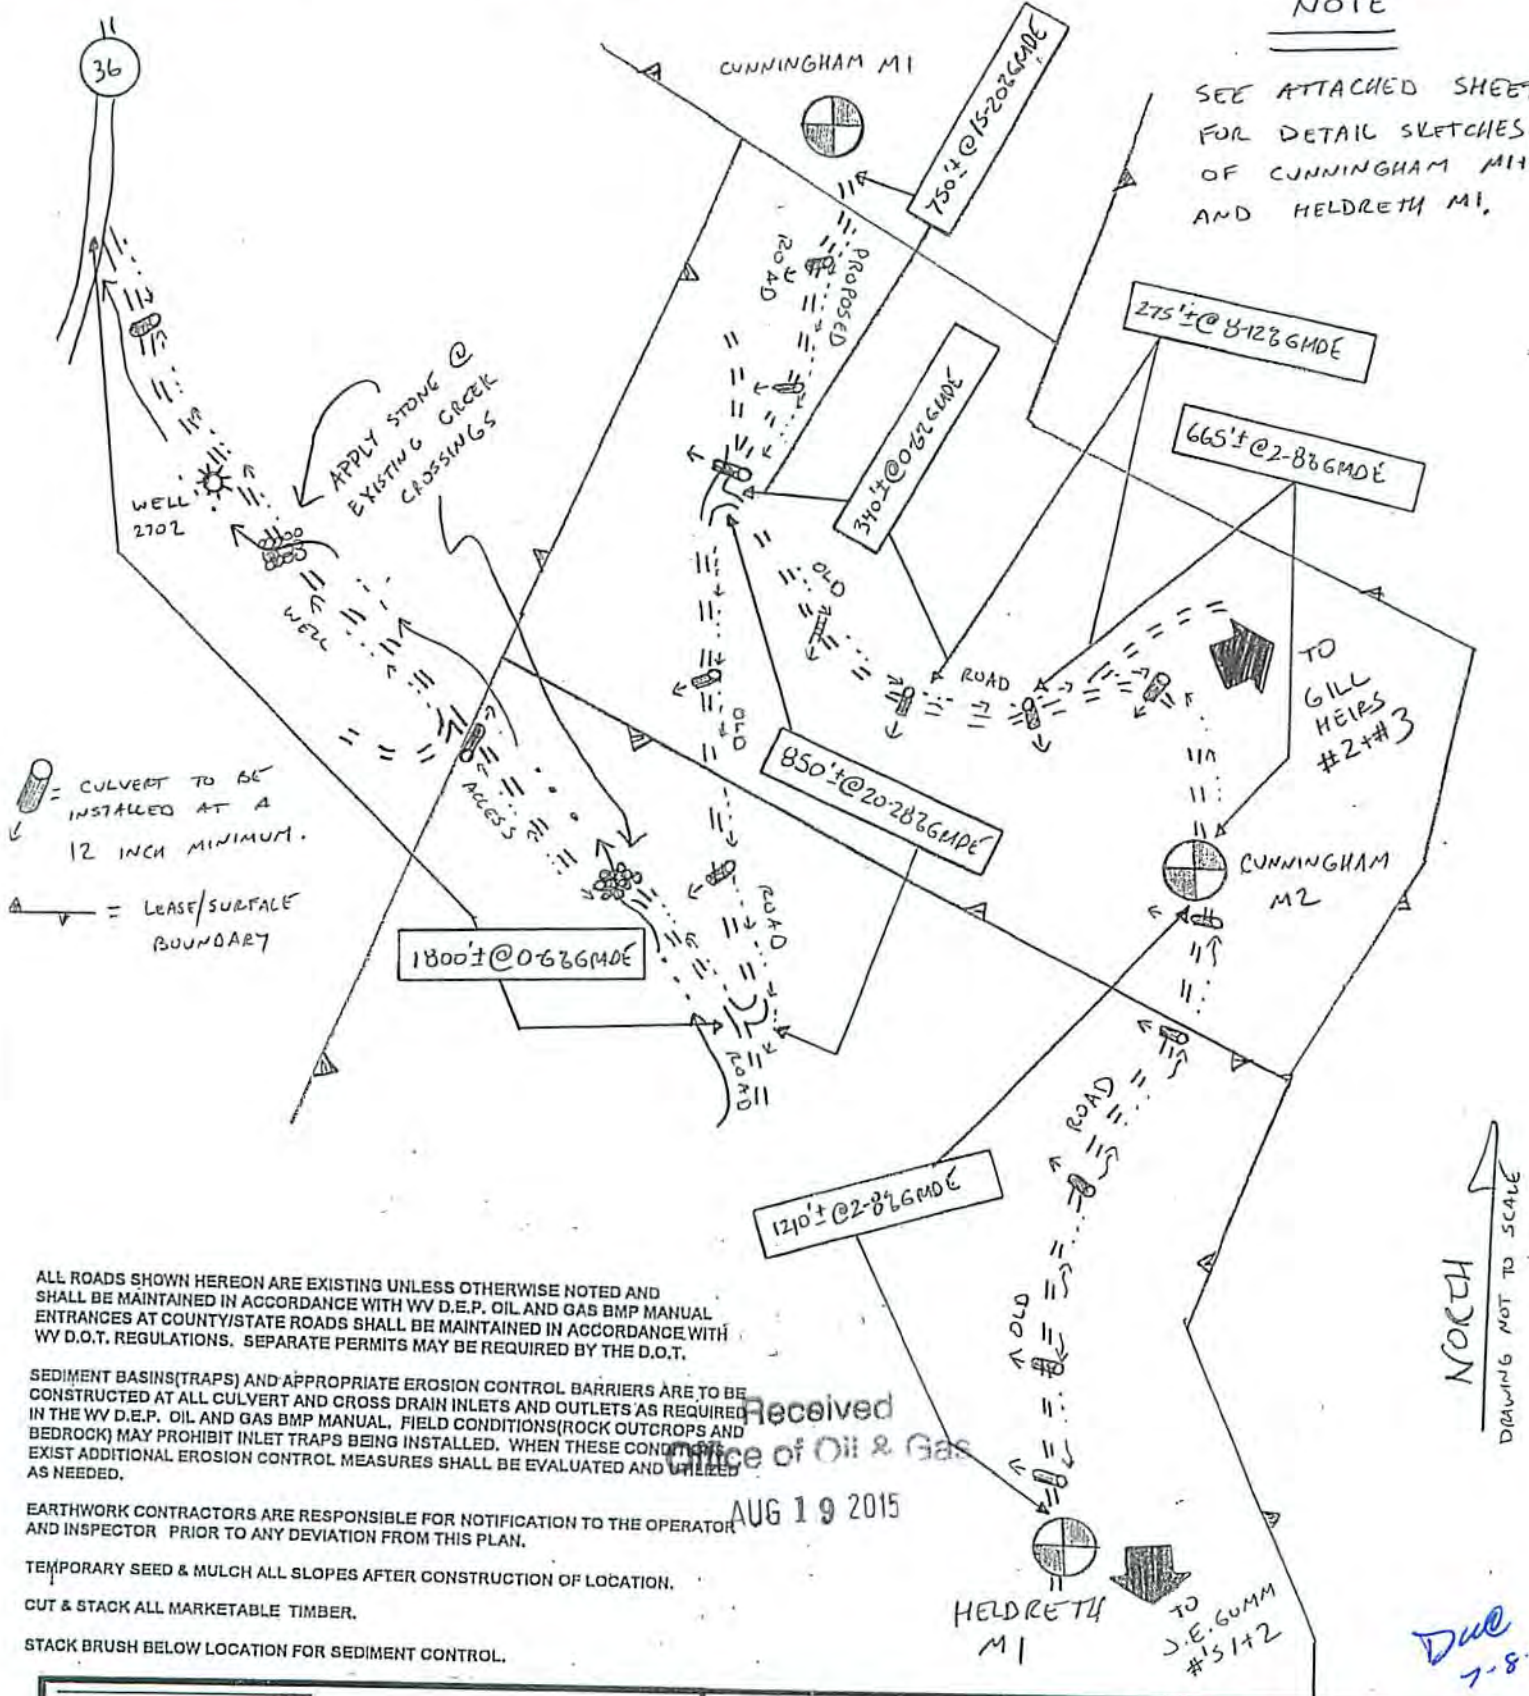 36
CUNNINGHAM M1
NOTE
SEE ATTACHED SHEET
FOR DETAIL SKETCHES
OF CUNNINGHAM M1+
AND HELDRETH M1.
750'± @ 15-20% GRADE
PROPOSED
ROAD
275'± @ 8-12% GRADE
340'± @ 0-6% GRADE
665'± @ 2-8% GRADE
APPLY STONE @
EXISTING CREEK
CROSSINGS
WELL
2702
WELL
ACCESS
ROAD
OLD
ROAD
TO
GILL
HEIRS
#2+#3
OLD
ROAD
850'± @ 20-28% GRADE
= CULVERT TO BE
INSTALLED AT A
12 INCH MINIMUM.
= LEASE/SURFACE
BOUNDARY
1800'± @ 0-6% GRADE
CUNNINGHAM
M2
ROAD
OLD
1210'± @ 2-8% GRADE
NORTH
DRAWING NOT TO SCALE
ALL ROADS SHOWN HEREON ARE EXISTING UNLESS OTHERWISE NOTED AND
SHALL BE MAINTAINED IN ACCORDANCE WITH WV D.E.P. OIL AND GAS BMP MANUAL
ENTRANCES AT COUNTY/STATE ROADS SHALL BE MAINTAINED IN ACCORDANCE WITH
WV D.O.T. REGULATIONS. SEPARATE PERMITS MAY BE REQUIRED BY THE D.O.T.
SEDIMENT BASINS(TRAPS) AND APPROPRIATE EROSION CONTROL BARRIERS ARE TO BE
CONSTRUCTED AT ALL CULVERT AND CROSS DRAIN INLETS AND OUTLETS AS REQUIRED
IN THE WV D.E.P. OIL AND GAS BMP MANUAL. FIELD CONDITIONS(ROCK OUTCROPS AND
BEDROCK) MAY PROHIBIT INLET TRAPS BEING INSTALLED. WHEN THESE CONDITIONS
EXIST ADDITIONAL EROSION CONTROL MEASURES SHALL BE EVALUATED AND UTILIZED
AS NEEDED.
EARTHWORK CONTRACTORS ARE RESPONSIBLE FOR NOTIFICATION TO THE OPERATOR
AND INSPECTOR PRIOR TO ANY DEVIATION FROM THIS PLAN.
TEMPORARY SEED & MULCH ALL SLOPES AFTER CONSTRUCTION OF LOCATION.
CUT & STACK ALL MARKETABLE TIMBER.
STACK BRUSH BELOW LOCATION FOR SEDIMENT CONTROL.
Received
Office of Oil & Gas
AUG 19 2015
HELDRETH
M1
TO
J.E. GUMM
#'S 1+2
7-8-